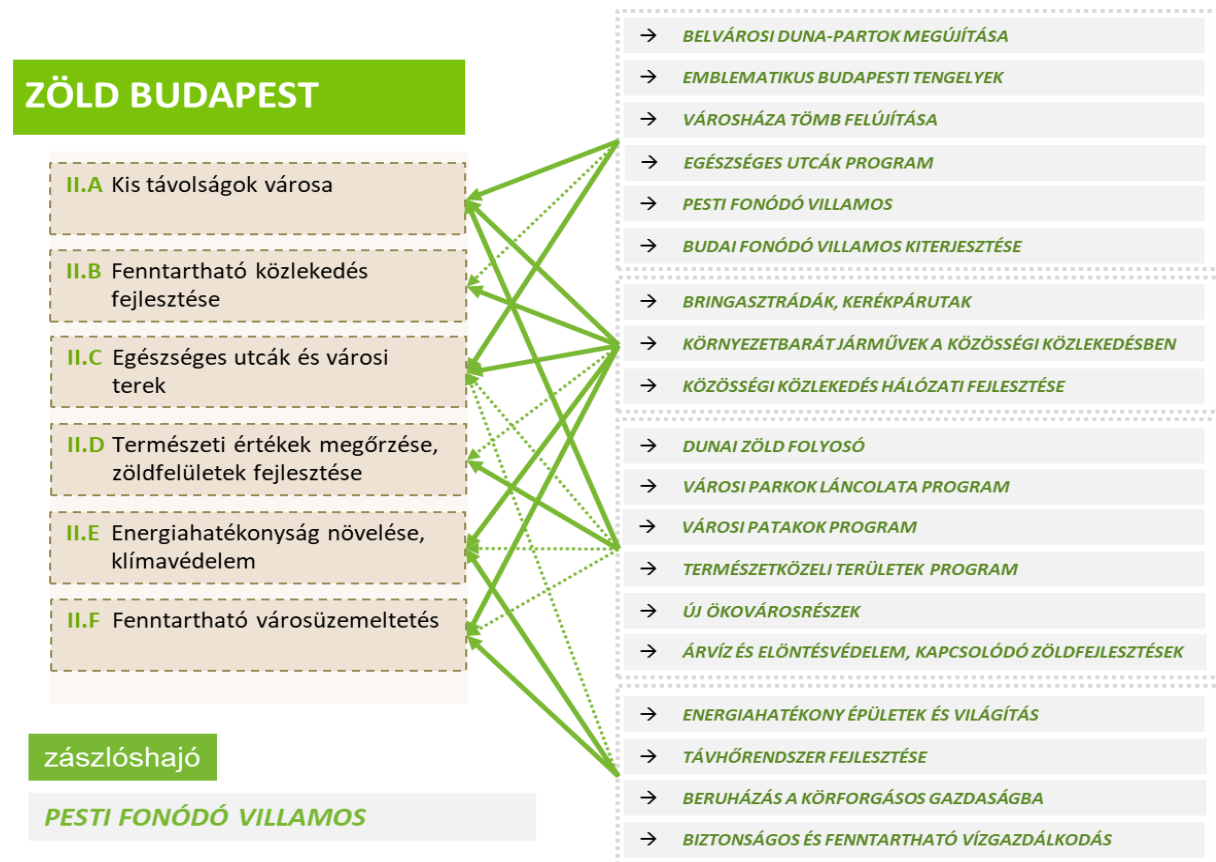 ZÖLD BUDAPEST
II.A Kis távolságok városa
II.B Fenntartható közlekedés
fejlesztése
II.C Egészséges utcák és városi
terek
II.D Természeti értékek megőrzése,
zöldfelületek fejlesztése
II.E Energiahatékonyság növelése,
klímavédelem
II.F Fenntartható városüzemeltetés
zászlóshajó
PESTI FONÓDÓ VILLAMOS
→ BELVÁROSI DUNA-PARTOK MEGÚJÍTÁSA
→ EMBLEMATIKUS BUDAPESTI TENGELYEK
→ VÁROSHÁZA TÖMB FELÚJÍTÁSA
→ EGÉSZSÉGES UTCÁK PROGRAM
→ PESTI FONÓDÓ VILLAMOS
→ BUDAI FONÓDÓ VILLAMOS KITERJESZTÉSE
→ BRINGASZTRÁDÁK, KERÉKPÁRUTAK
→ KÖRNYEZETBARÁT JÁRMŰVEK A KÖZÖSSÉGI KÖZLEKEDÉSBEN
→ KÖZÖSSÉGI KÖZLEKEDÉS HÁLÓZATI FEJLESZTÉSE
→ DUNAI ZÖLD FOLYOSÓ
→ VÁROSI PARKOK LÁNCOLATA PROGRAM
→ VÁROSI PATAKOK PROGRAM
→ TERMÉSZETKÖZELI TERÜLETEK PROGRAM
→ ÚJ ÖKOVÁROSRÉSZEK
→ ÁRVÍZ ÉS ELÖNTÉSVÉDELEM, KAPCSOLÓDÓ ZÖLDFEJLESZTÉSEK
→ ENERGIAHATÉKONY ÉPÜLETEK ÉS VILÁGÍTÁS
→ TÁVHŐRENDSZER FEJLESZTÉSE
→ BERUHÁZÁS A KÖRFORGÁSOS GAZDASÁGBA
→ BIZTONSÁGOS ÉS FENNTARTHATÓ VÍZGAZDÁLKODÁS